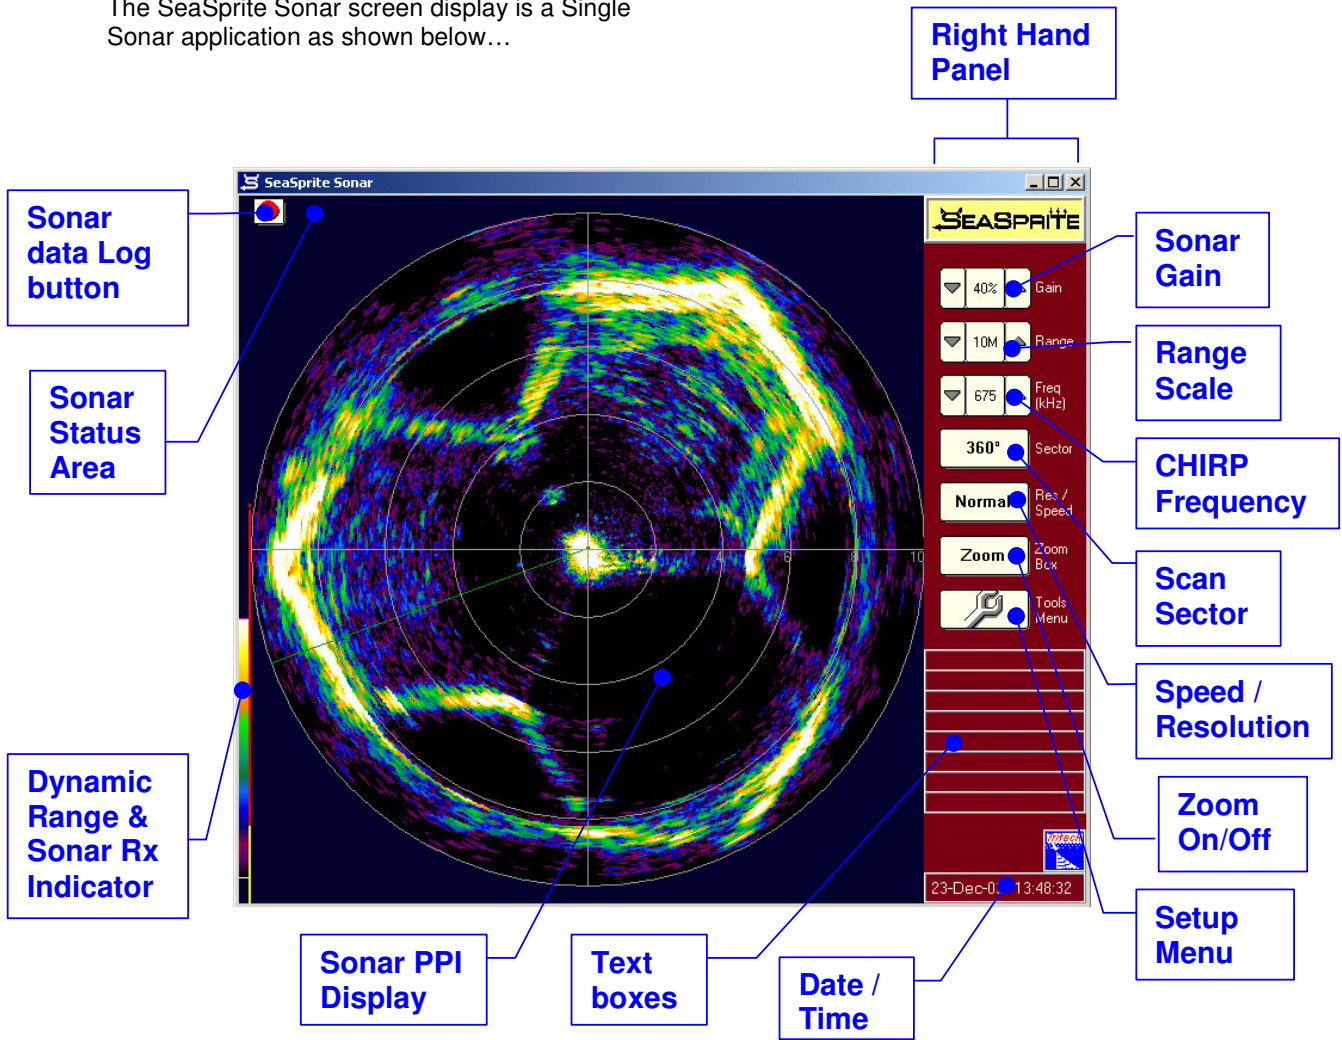 The SeaSprite Sonar screen display is a Single
Sonar application as shown below…
Right Hand
Panel
SeaSprite Sonar
SEASPRITE
Sonar
data Log
button
Sonar
Status
Area
Dynamic
Range &
Sonar Rx
Indicator
40%
Gain
10M
Range
675
Freq
(kHz)
360°
Sector
Normal
Res /
Speed
Zoom
Zoom
Box
Tools
Menu
4
6
10
Tritech
13:48:32
Sonar
Gain
Range
Scale
CHIRP
Frequency
Scan
Sector
Speed /
Resolution
Zoom
On/Off
Setup
Menu
Sonar PPI
Display
Text
boxes
Date /
Time